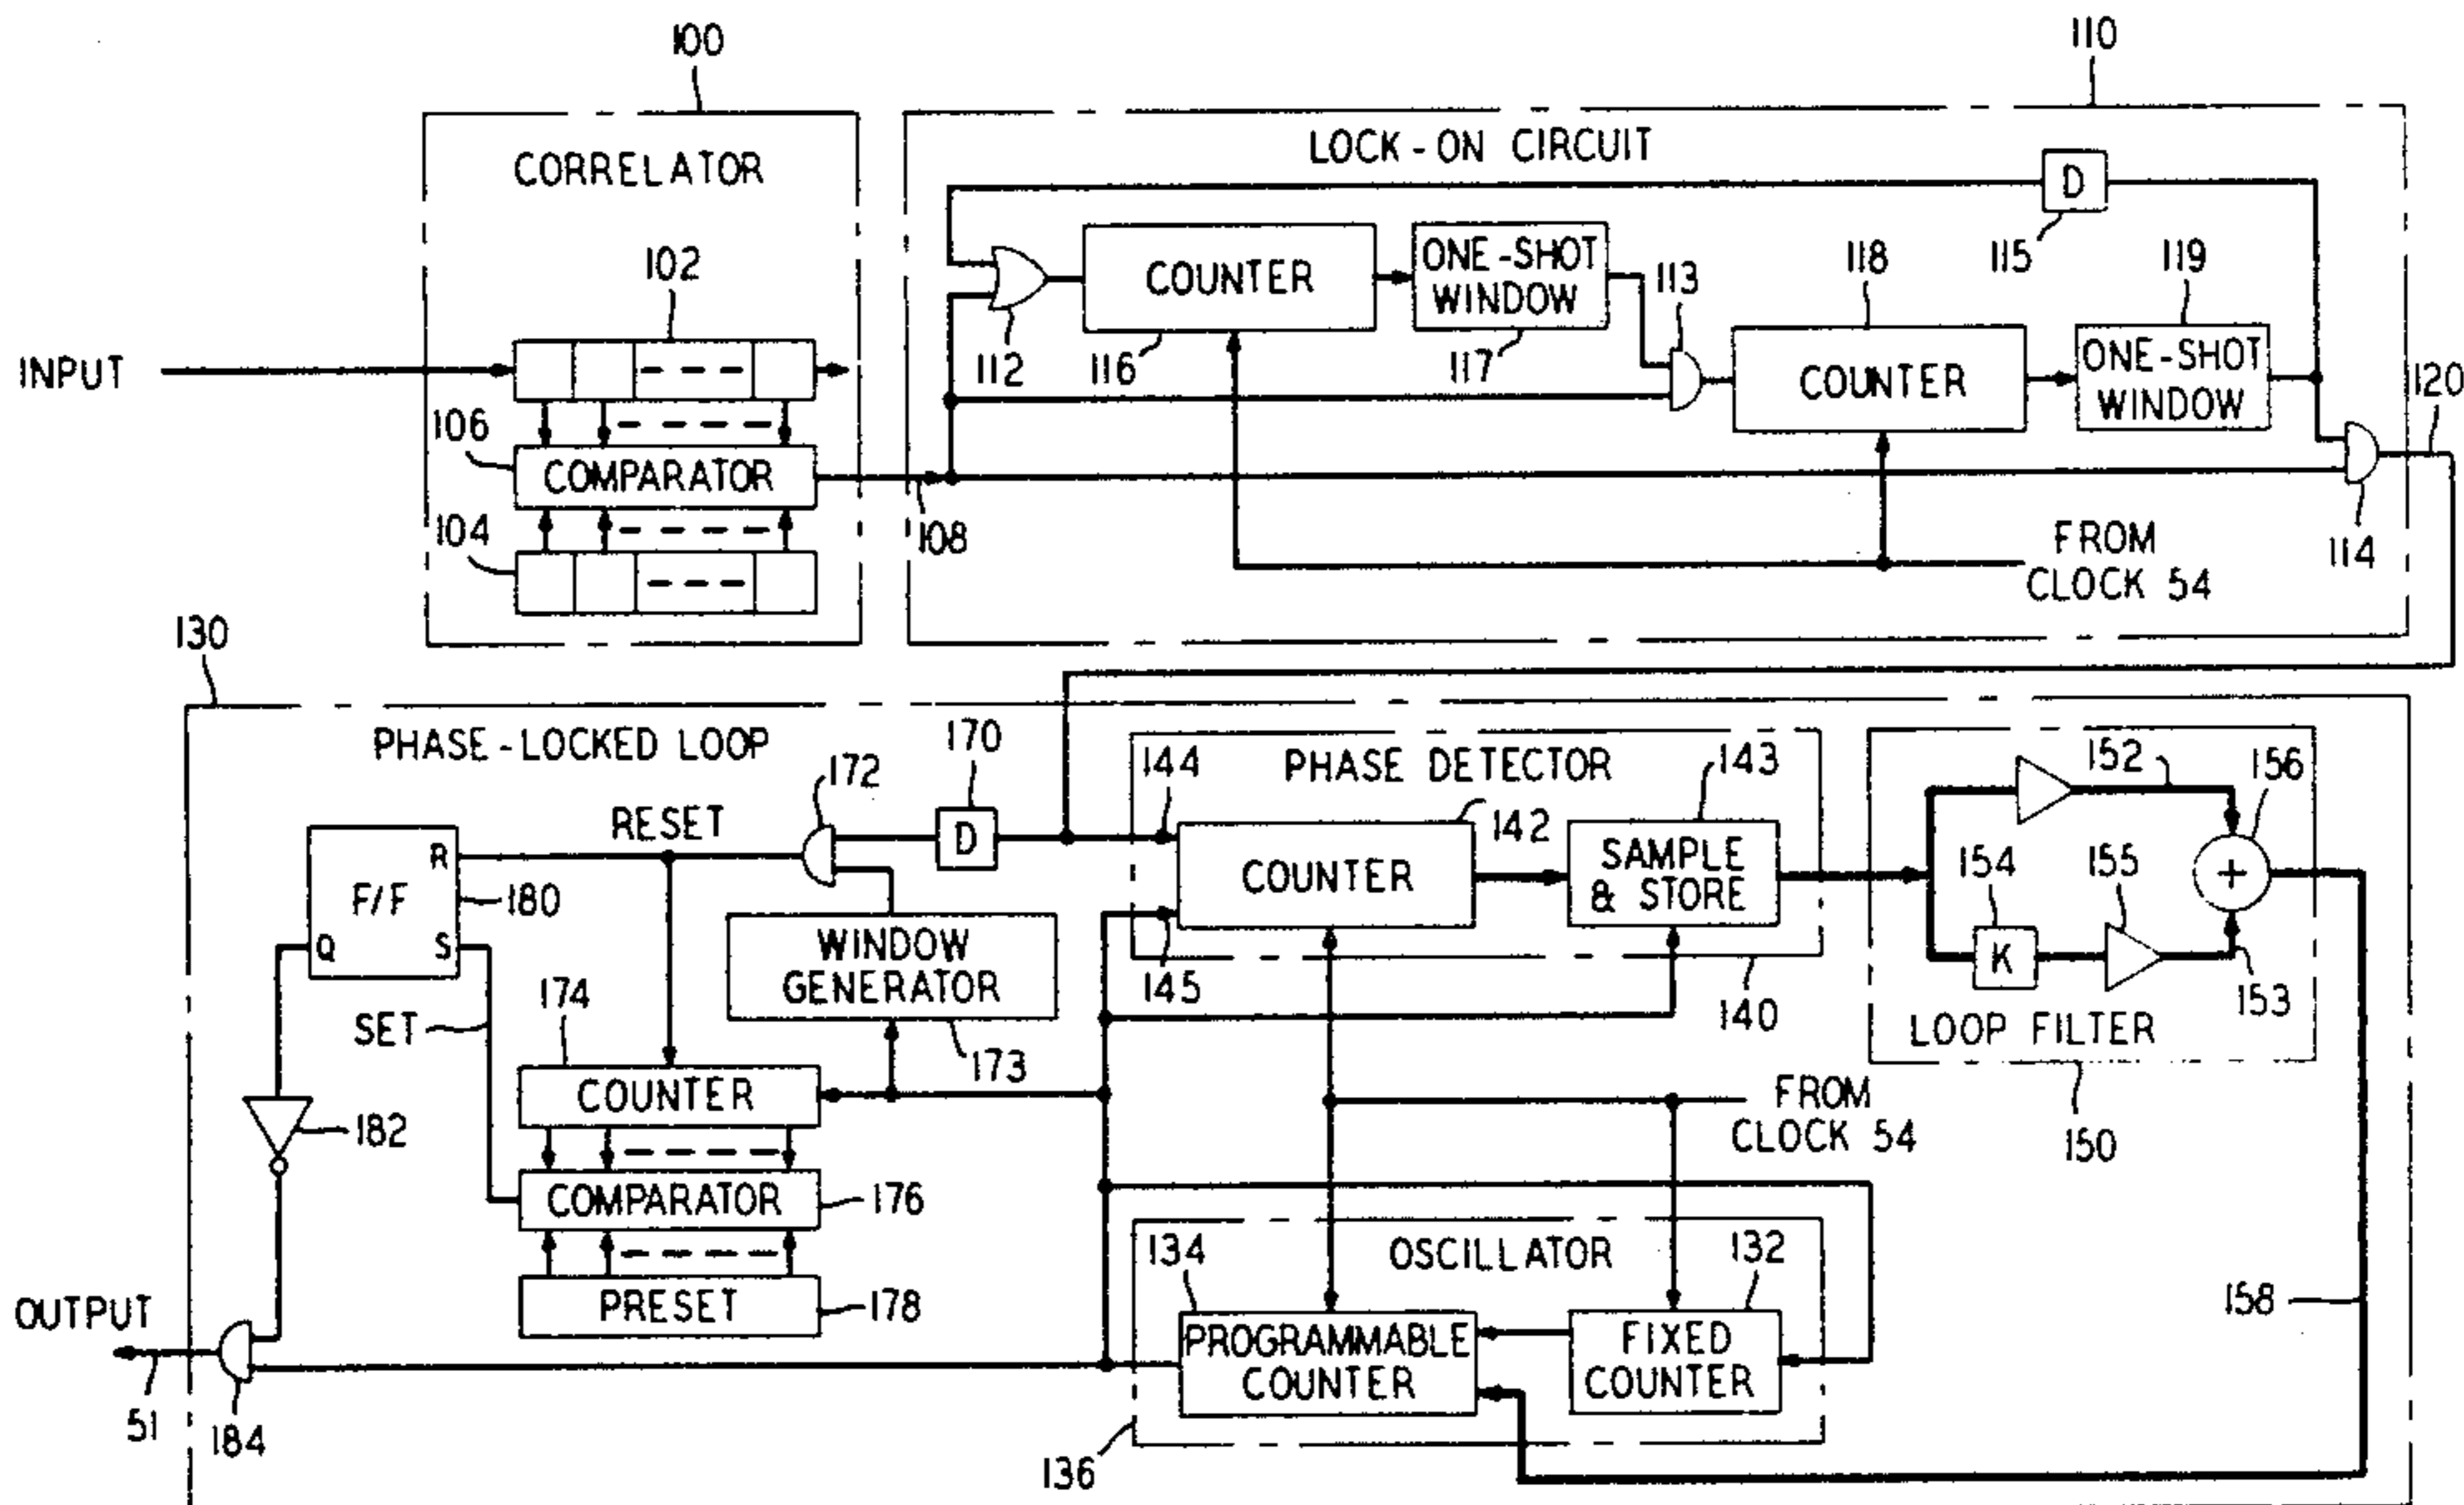 100
110
CORRELATOR
LOCK-ON CIRCUIT
D
115
102
112
COUNTER
116
ONE-SHOT
WINDOW
117
113
118
COUNTER
119
ONE-SHOT
WINDOW
120
INPUT
106
COMPARATOR
104
108
FROM
CLOCK 54
114
130
PHASE-LOCKED LOOP
170
172
D
RESET
144
PHASE DETECTOR
143
142
COUNTER
SAMPLE
& STORE
145
140
152
156
154
155
K
+
153
LOOP FILTER
150
R
F/F
180
Q
S
WINDOW
GENERATOR
173
174
SET
COUNTER
182
COMPARATOR
176
PRESET
178
FROM
CLOCK 54
134
OSCILLATOR
132
PROGRAMMABLE
COUNTER
FIXED
COUNTER
136
158
OUTPUT
51
184